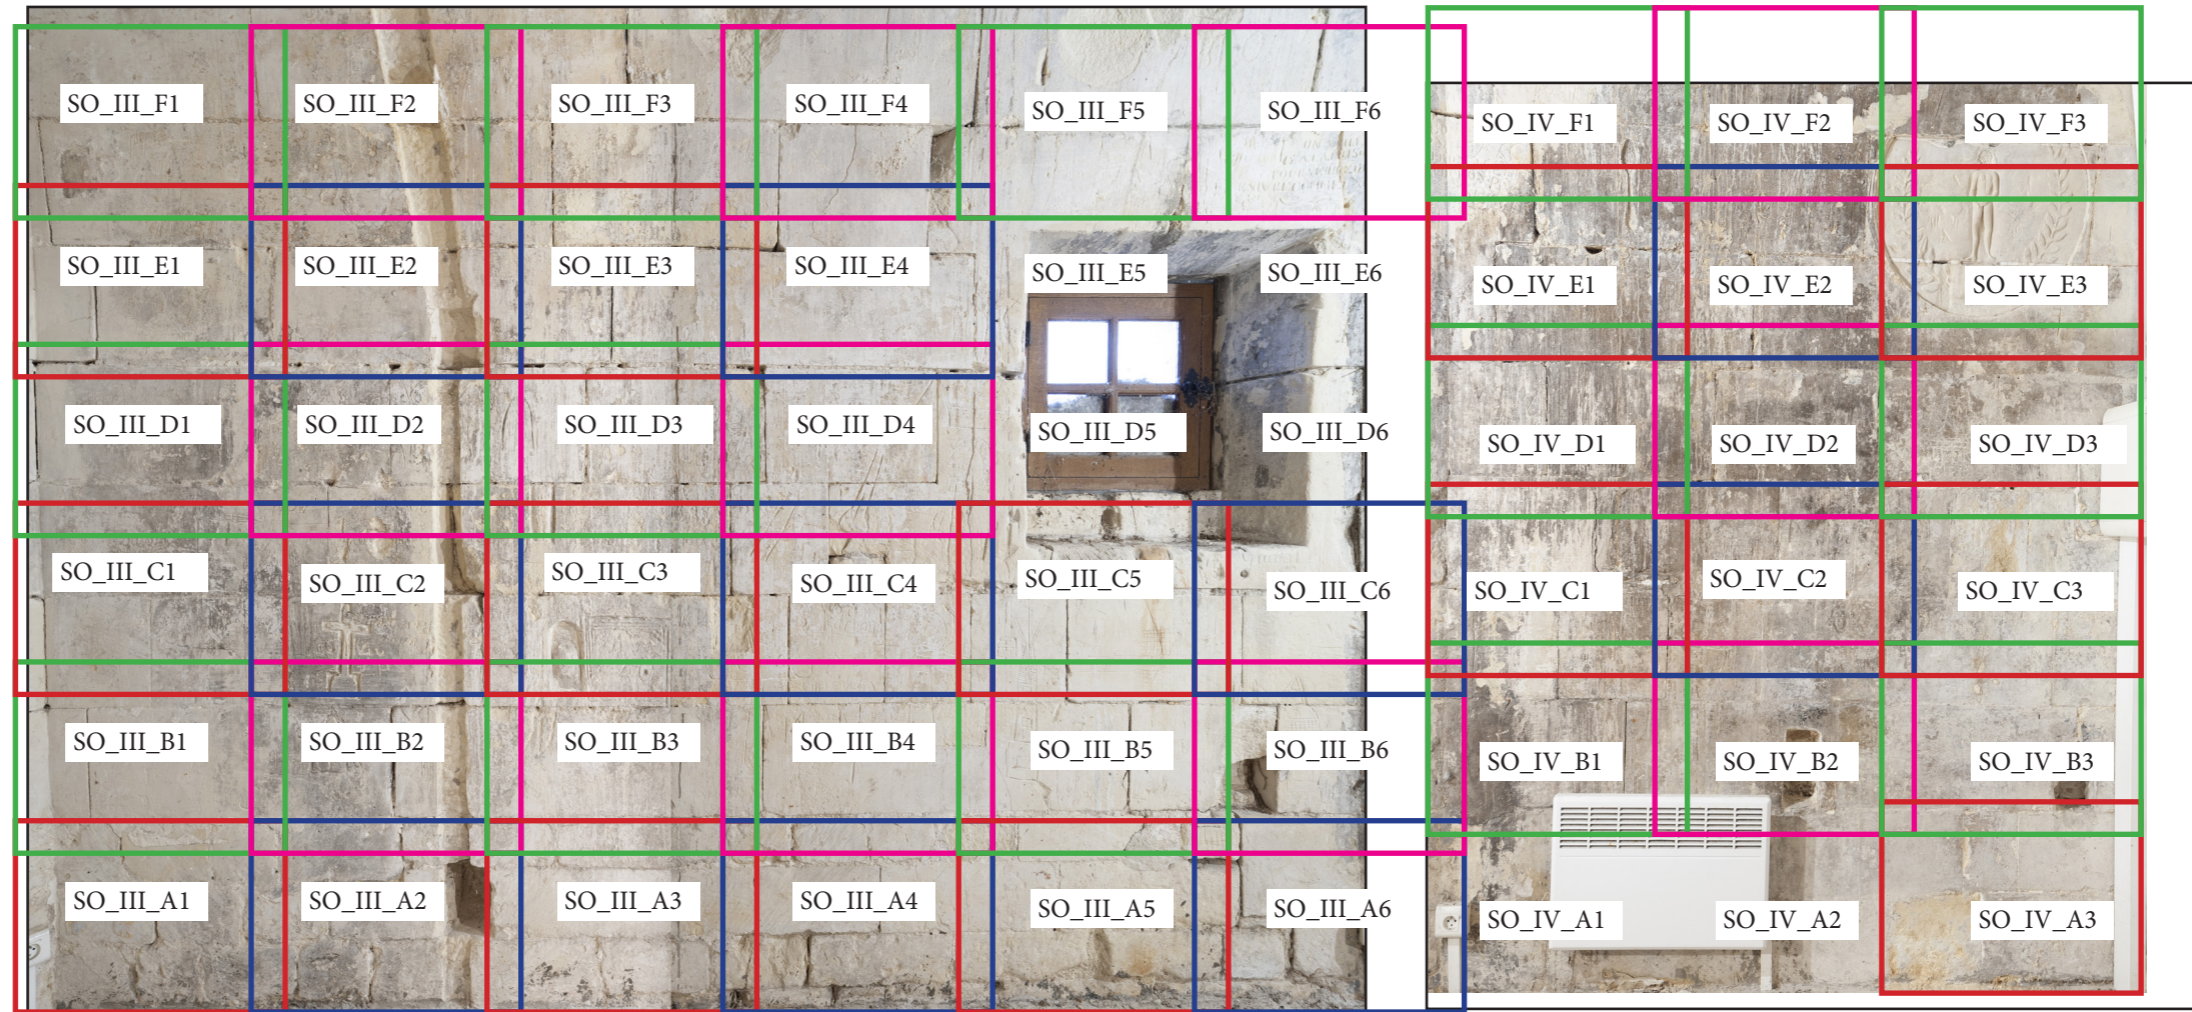 SO_III_F1 SO_III_F2 SO_III_F3 SO_III_F4 SO_III_F5 SO_III_F6
SO_III_E1 SO_III_E2 SO_III_E3 SO_III_E4 SO_III_E5 SO_III_E6
SO_III_D1 SO_III_D2 SO_III_D3 SO_III_D4 SO_III_D5 SO_III_D6
SO_III_C1 SO_III_C2 SO_III_C3 SO_III_C4 SO_III_C5 SO_III_C6
SO_III_B1 SO_III_B2 SO_III_B3 SO_III_B4 SO_III_B5 SO_III_B6
SO_III_A1 SO_III_A2 SO_III_A3 SO_III_A4 SO_III_A5 SO_III_A6
SO_IV_F1 SO_IV_F2 SO_IV_F3
SO_IV_E1 SO_IV_E2 SO_IV_E3
SO_IV_D1 SO_IV_D2 SO_IV_D3
SO_IV_C1 SO_IV_C2 SO_IV_C3
SO_IV_B1 SO_IV_B2 SO_IV_B3
SO_IV_A1 SO_IV_A2 SO_IV_A3